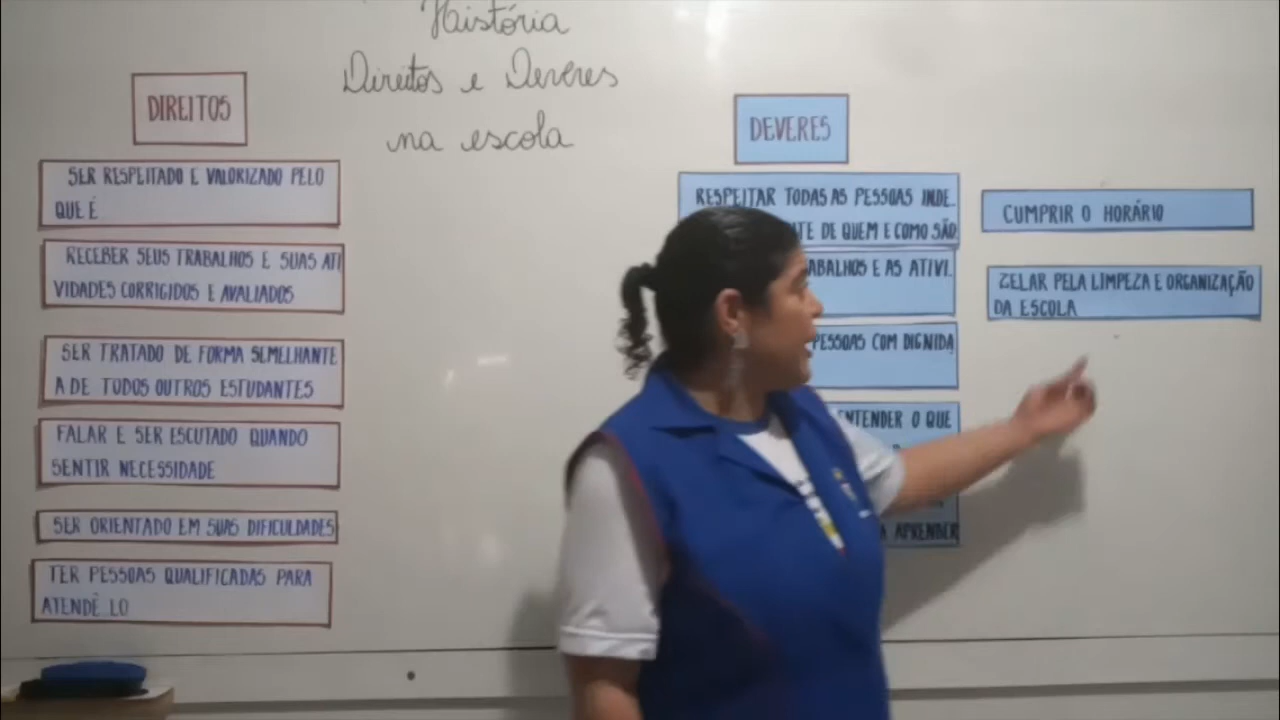 História
Direitos e Deveres
na escola
DIREITOS
SER RESPEITADO E VALORIZADO PELO
QUE É
RECEBER SEUS TRABALHOS E SUAS ATI
VIDADES CORRIGIDOS E AVALIADOS
SER TRATADO DE FORMA SEMELHANTE
A DE TODOS OUTROS ESTUDANTES
FALAR E SER ESCUTADO QUANDO
SENTIR NECESSIDADE
SER ORIENTADO EM SUAS DIFICULDADES
TER PESSOAS QUALIFICADAS PARA
ATENDÊ LO
DEVERES
RESPEITAR TODAS AS PESSOAS INDE.
DE QUEM E COMO SÃO
E AS ATIVI.
PESSOAS COM DIGNIDA
ENTENDER O QUE
A APRENDER
CUMPRIR O HORÁRIO
ZELAR PELA LIMPEZA E ORGANIZAÇÃO
DA ESCOLA